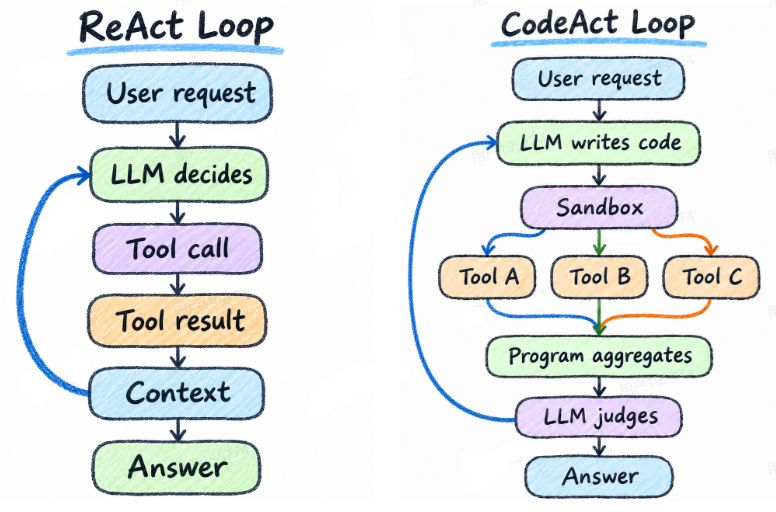 ReAct Loop
User request
LLM decides
Tool call
Tool result
Context
Answer
CodeAct Loop
User request
LLM writes code
Sandbox
Tool A
Tool B
Tool C
Program aggregates
LLM judges
Answer